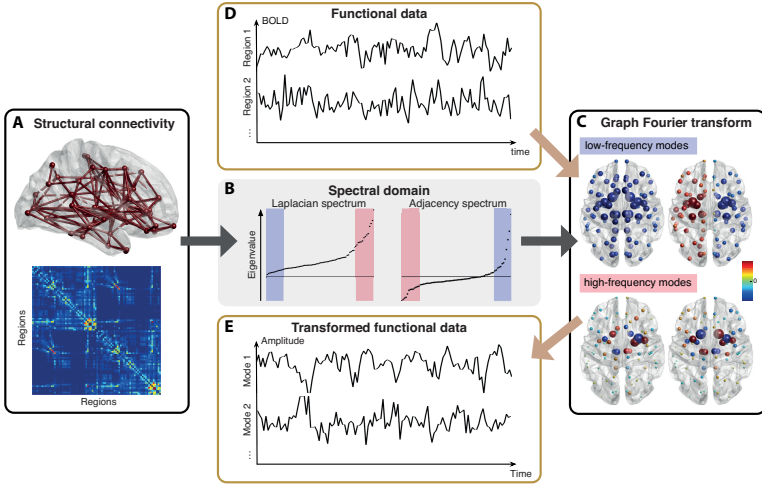 D Functional data
BOLD
Region 1
Region 2
...
time
A Structural connectivity
Regions
Regions
B Spectral domain
Laplacian spectrum
Adjacency spectrum
Eigenvalue
C Graph Fourier transform
low-frequency modes
0
high-frequency modes
E Transformed functional data
Amplitude
Mode 1
Mode 2
...
Time